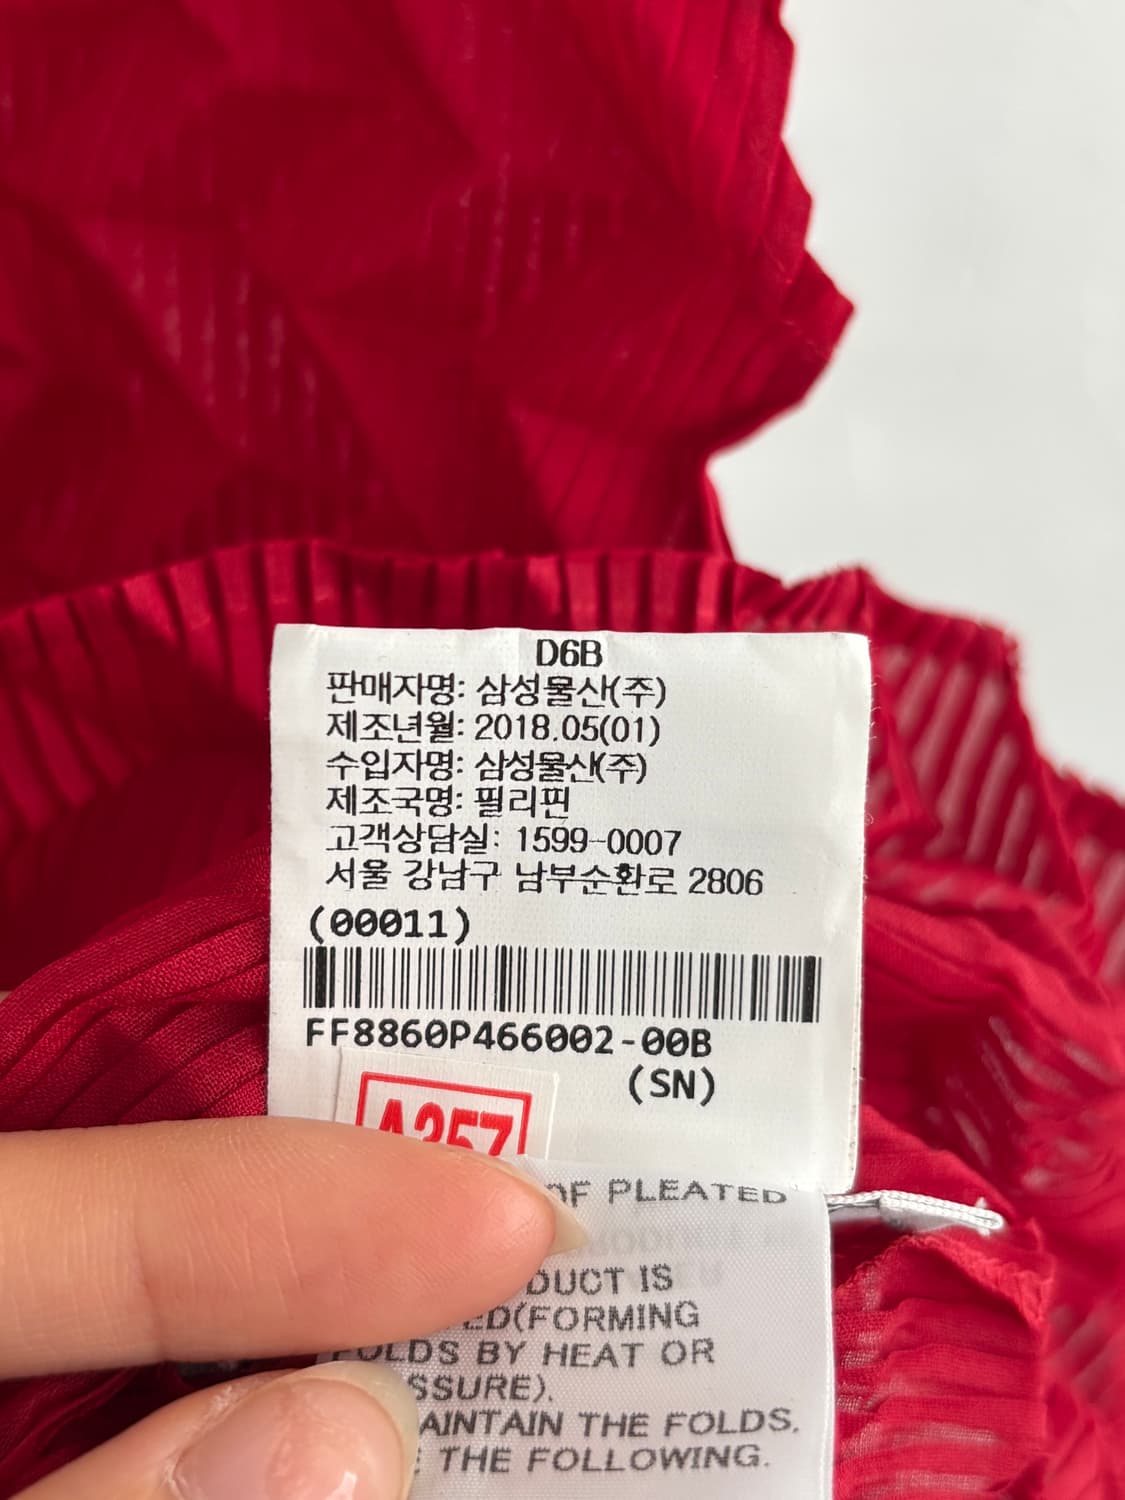 D6B
판매자명: 삼성물산(주)
제조년월: 2018.05(01)
수입자명: 삼성물산(주)
제조국명: 필리핀
고객상담실: 1599-0007
서울 강남구 남부순환로 2806
(00011)
FF8860P466002-00B
(SN)
A357
OF PLEATED
DUCT IS
ED(FORMING
FOLDS BY HEAT OR
SSURE).
AINTAIN THE FOLDS.
THE FOLLOWING.